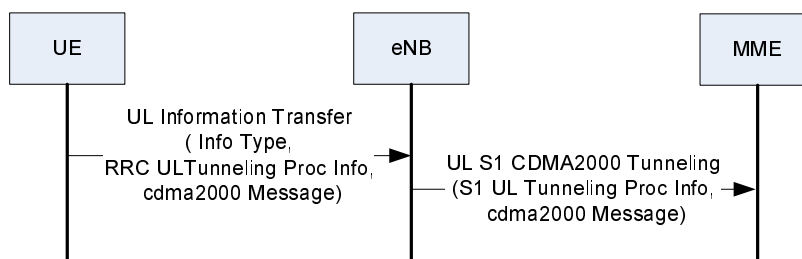 UE
eNB
MME
UL Information Transfer
( Info Type,
RRC ULTunneling Proc Info,
cdma2000 Message)
UL S1 CDMA2000 Tunneling
(S1 UL Tunneling Proc Info,
cdma2000 Message)